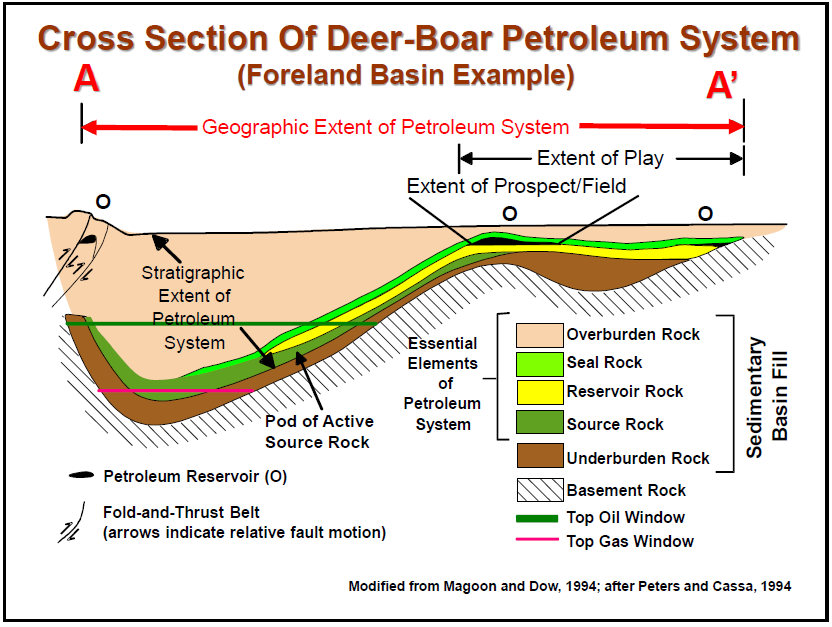 Cross Section Of Deer-Boar Petroleum System
(Foreland Basin Example)
A
A’
Geographic Extent of Petroleum System
Extent of Play
Extent of Prospect/Field
O
O
O
Stratigraphic
Extent of
Petroleum
System
Pod of Active
Source Rock
Essential
Elements
of
Petroleum
System
Overburden Rock
Seal Rock
Reservoir Rock
Source Rock
Underburden Rock
Basement Rock
Top Oil Window
Top Gas Window
Sedimentary
Basin Fill
Petroleum Reservoir (O)
Fold-and-Thrust Belt
(arrows indicate relative fault motion)
Modified from Magoon and Dow, 1994; after Peters and Cassa, 1994